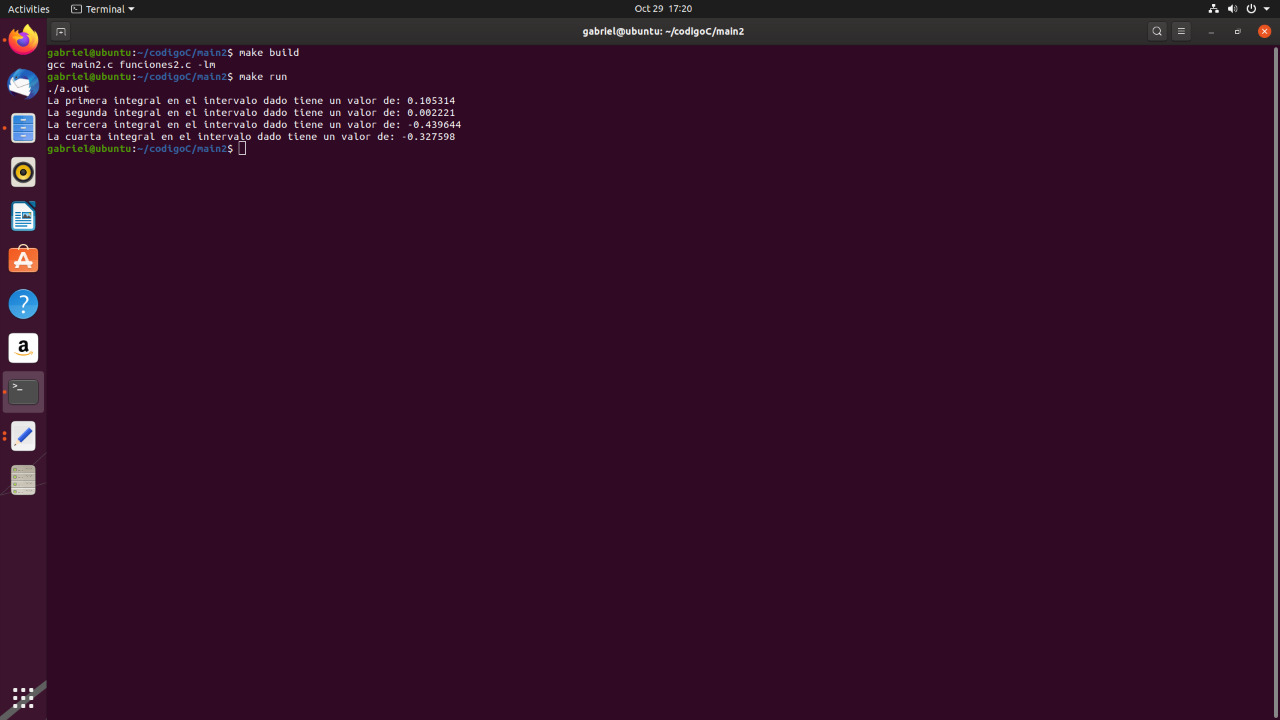 Activities Terminal Oct 29 17:20
gabriel@ubuntu: ~/codigoC/main2
gabriel@ubuntu:~/codigoC/main2$ make build
gcc main2.c funciones2.c -lm
gabriel@ubuntu:~/codigoC/main2$ make run
./a.out
La primera integral en el intervalo dado tiene un valor de: 0.105314
La segunda integral en el intervalo dado tiene un valor de: 0.002221
La tercera integral en el intervalo dado tiene un valor de: -0.439644
La cuarta integral en el intervalo dado tiene un valor de: -0.327598
gabriel@ubuntu:~/codigoC/main2$